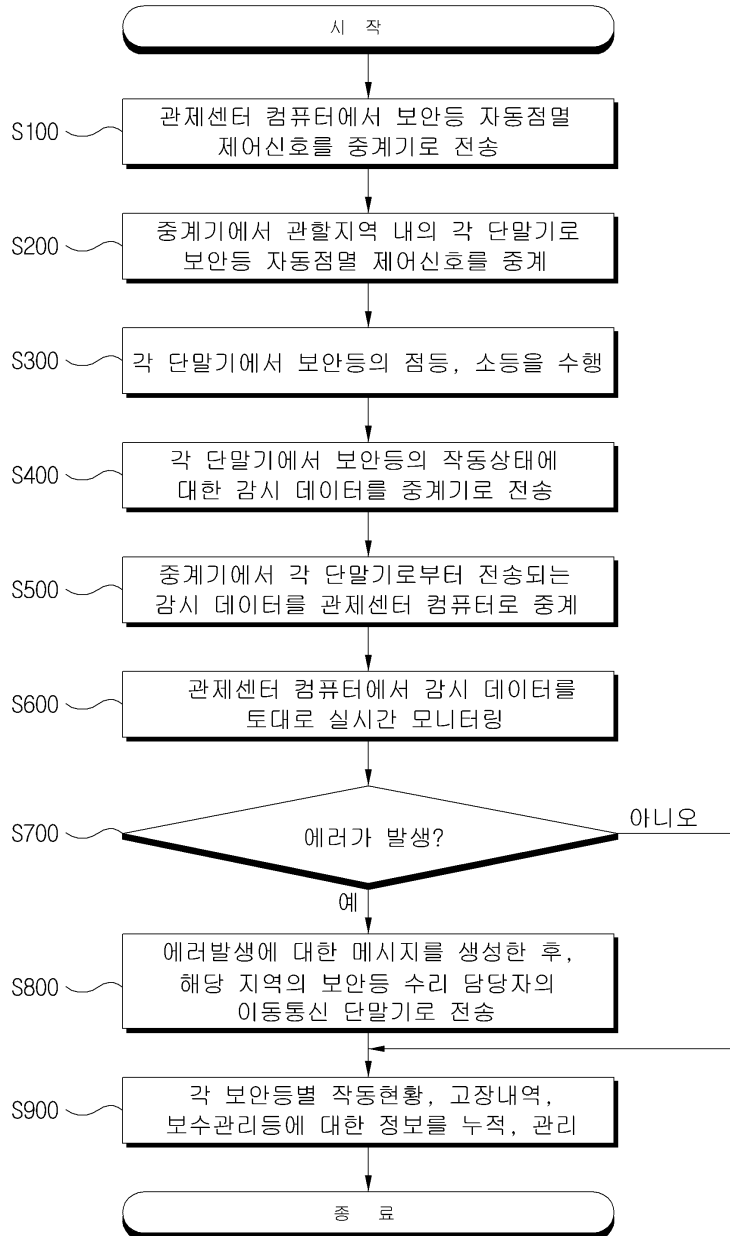 시 작
S100
관제센터 컴퓨터에서 보안등 자동점멸
제어신호를 중계기로 전송
S200
중계기에서 관할지역 내의 각 단말기로
보안등 자동점멸 제어신호를 중계
S300
각 단말기에서 보안등의 점등, 소등을 수행
S400
각 단말기에서 보안등의 작동상태에
대한 감시 데이터를 중계기로 전송
S500
중계기에서 각 단말기로부터 전송되는
감시 데이터를 관제센터 컴퓨터로 중계
S600
관제센터 컴퓨터에서 감시 데이터를
토대로 실시간 모니터링
S700
에러가 발생?
아니오
예
S800
에러발생에 대한 메시지를 생성한 후,
해당 지역의 보안등 수리 담당자의
이동통신 단말기로 전송
S900
각 보안등별 작동현황, 고장내역,
보수관리등에 대한 정보를 누적, 관리
종 료